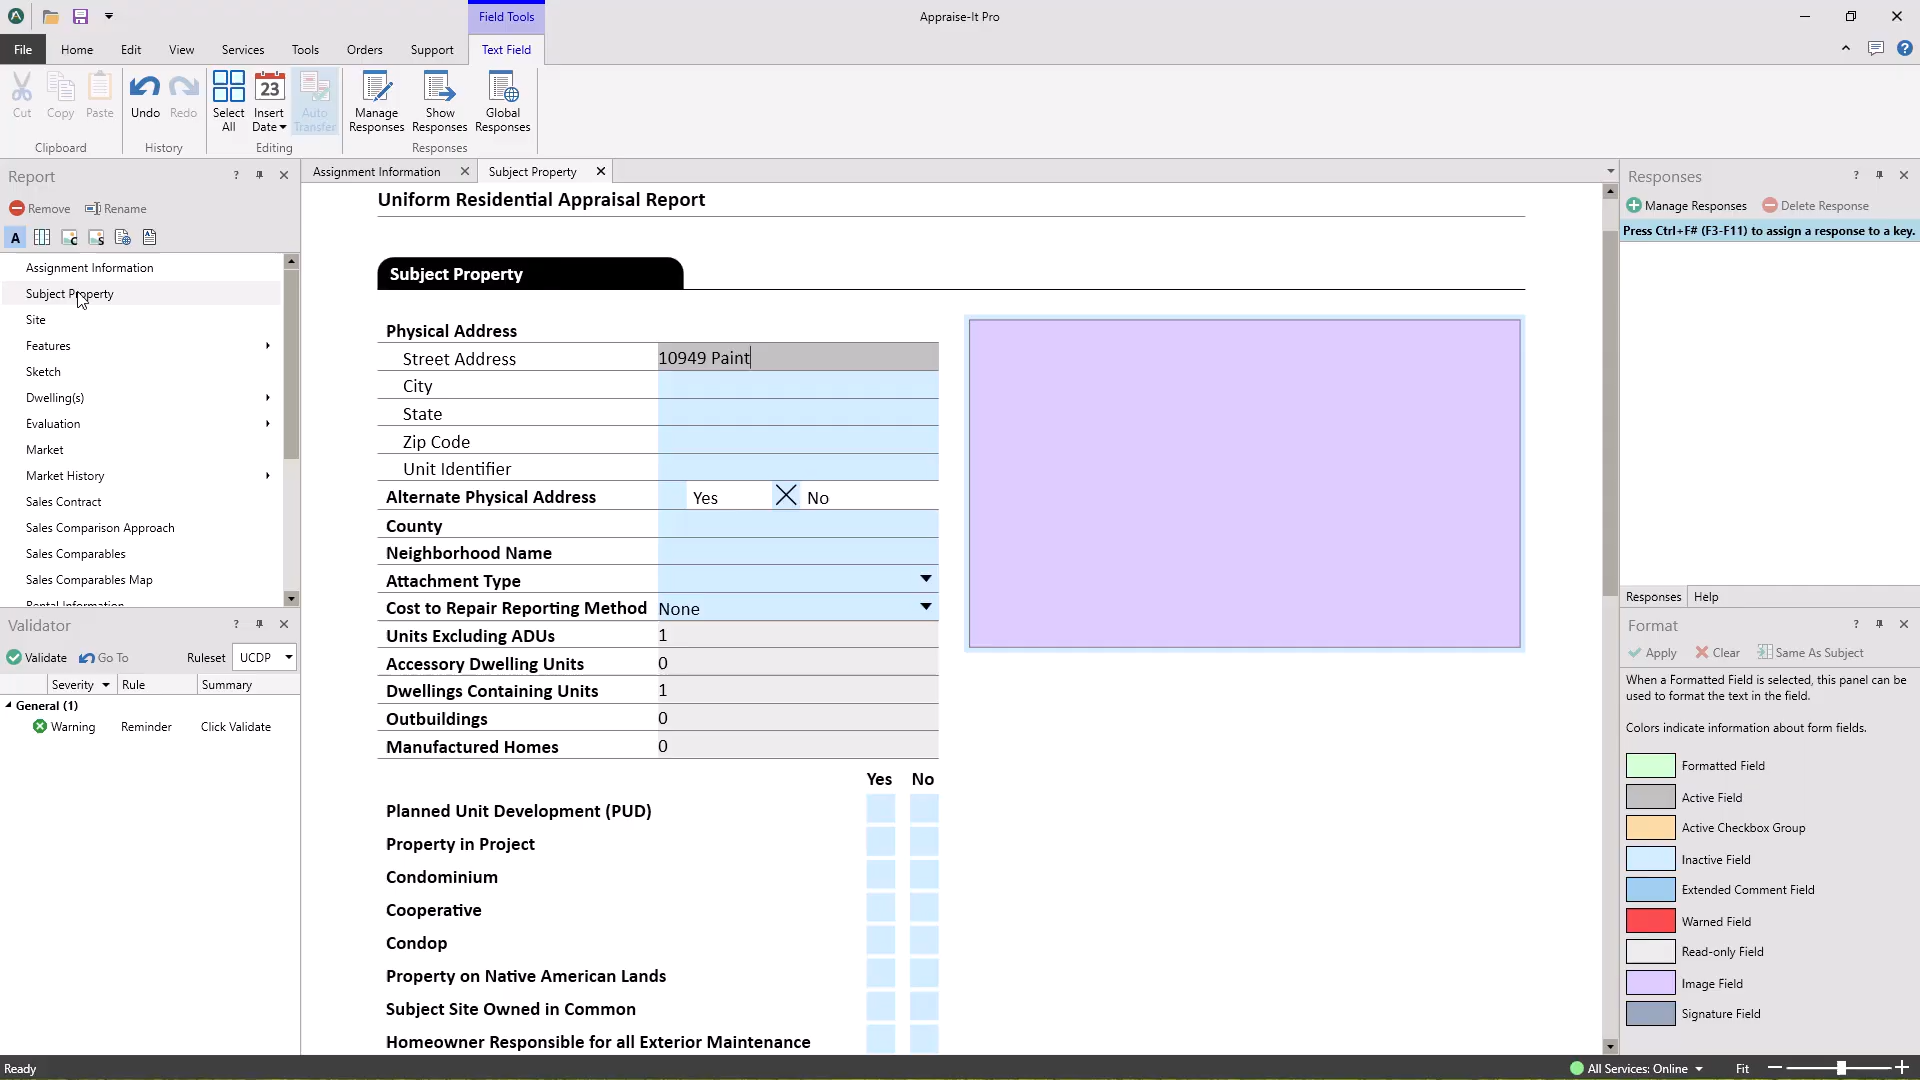 Field Tools
Appraise-It Pro
File
Home
Edit
View
Services
Tools
Orders
Support
Text Field
Cut
Copy
Paste
Undo
Redo
Select All
23
Insert Date
Auto Transfer
Manage Responses
Show Responses
Global Responses
Clipboard
History
Editing
Responses
Report
Remove
Rename
A
Assignment Information
Subject Property
Site
Features
Sketch
Dwelling(s)
Evaluation
Market
Market History
Sales Contract
Sales Comparison Approach
Sales Comparables
Sales Comparables Map
Rental Information
Validator
Validate
Go To
Ruleset
UCDP
Severity
Rule
Summary
General (1)
Warning
Reminder
Click Validate
Assignment Information
Subject Property
Uniform Residential Appraisal Report
Subject Property
Physical Address
Street Address 10949 Paint
City
State
Zip Code
Unit Identifier
Alternate Physical Address Yes No
County
Neighborhood Name
Attachment Type
Cost to Repair Reporting Method None
Units Excluding ADUs 1
Accessory Dwelling Units 0
Dwellings Containing Units 1
Outbuildings 0
Manufactured Homes 0
Yes No
Planned Unit Development (PUD)
Property in Project
Condominium
Cooperative
Condop
Property on Native American Lands
Subject Site Owned in Common
Homeowner Responsible for all Exterior Maintenance
Responses
Manage Responses
Delete Response
Press Ctrl+F# (F3-F11) to assign a response to a key.
Responses
Help
Format
Apply
Clear
Same As Subject
When a Formatted Field is selected, this panel can be
used to format the text in the field.
Colors indicate information about form fields.
Formatted Field
Active Field
Active Checkbox Group
Inactive Field
Extended Comment Field
Warned Field
Read-only Field
Image Field
Signature Field
Ready
All Services: Online
Fit